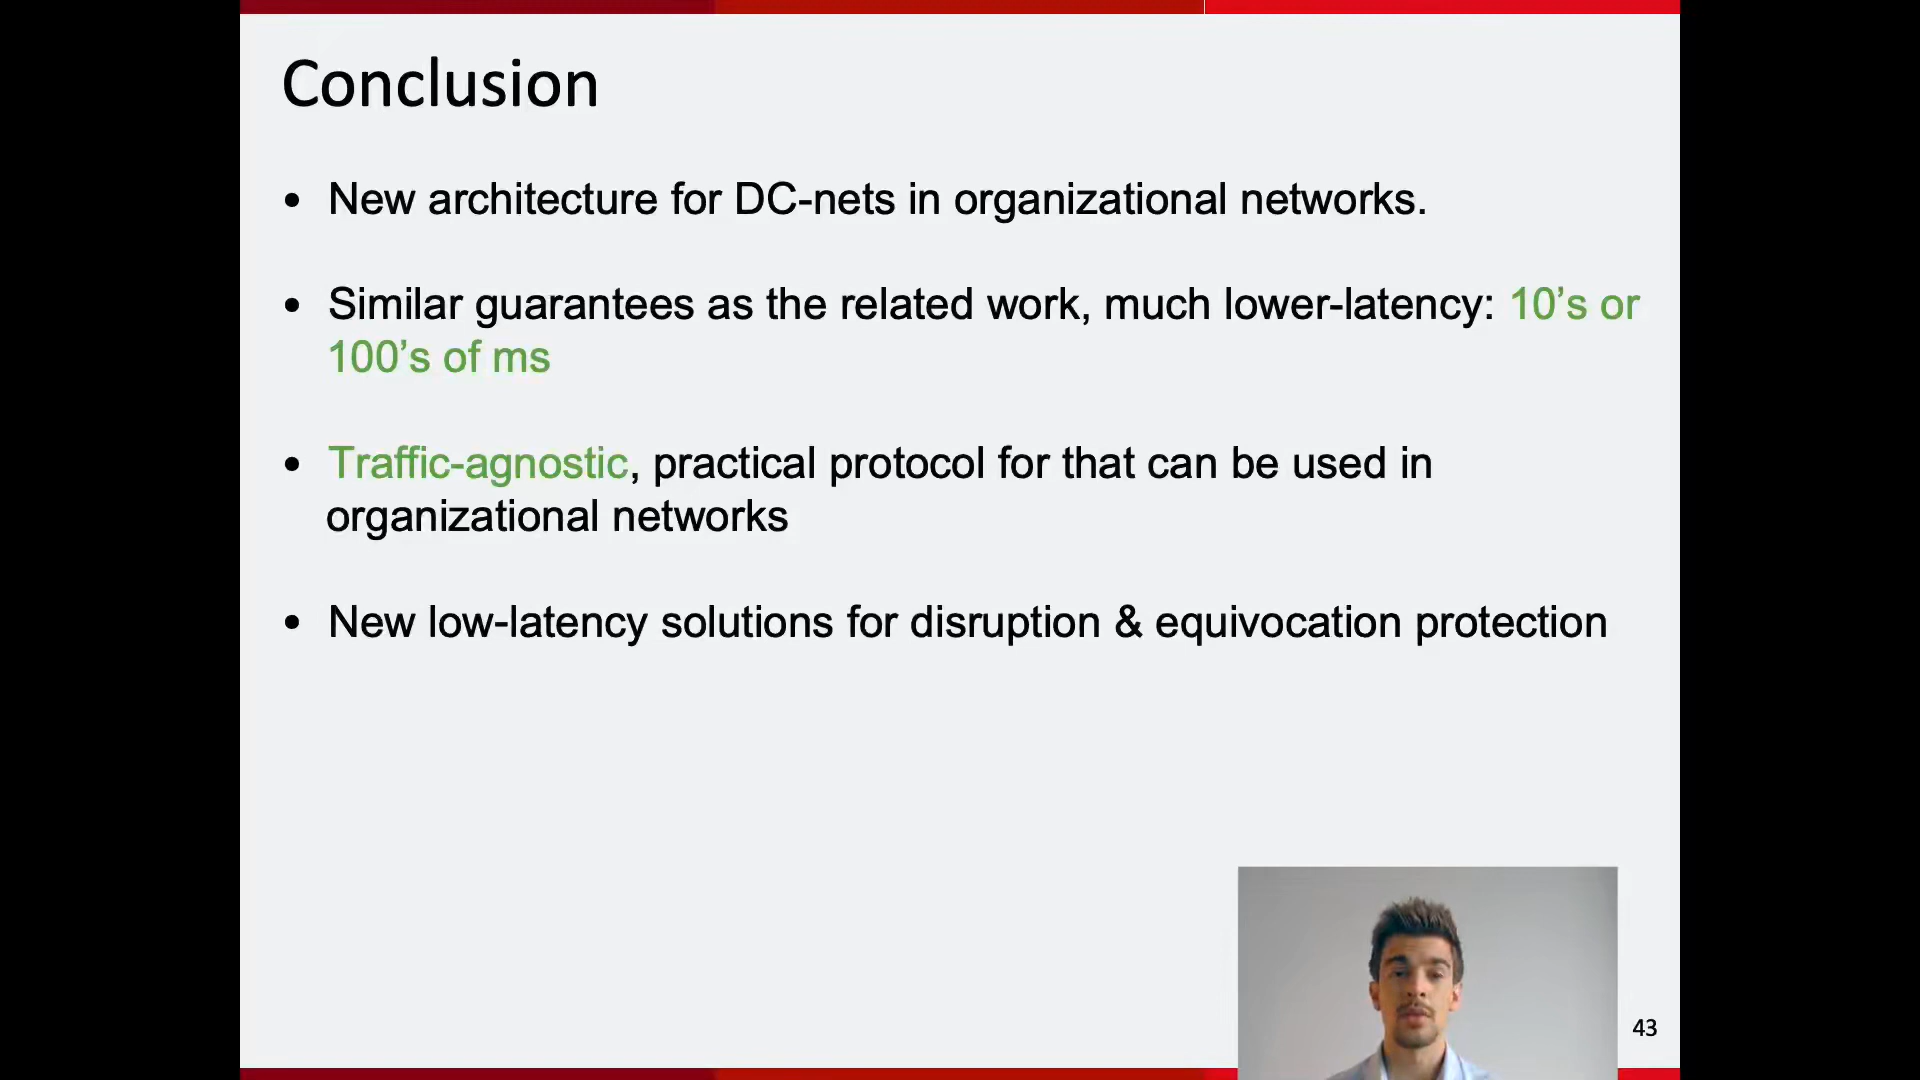 Conclusion
• New architecture for DC-nets in organizational networks.
• Similar guarantees as the related work, much lower-latency: 10’s or
100’s of ms
• Traffic-agnostic, practical protocol for that can be used in
organizational networks
• New low-latency solutions for disruption & equivocation protection
43